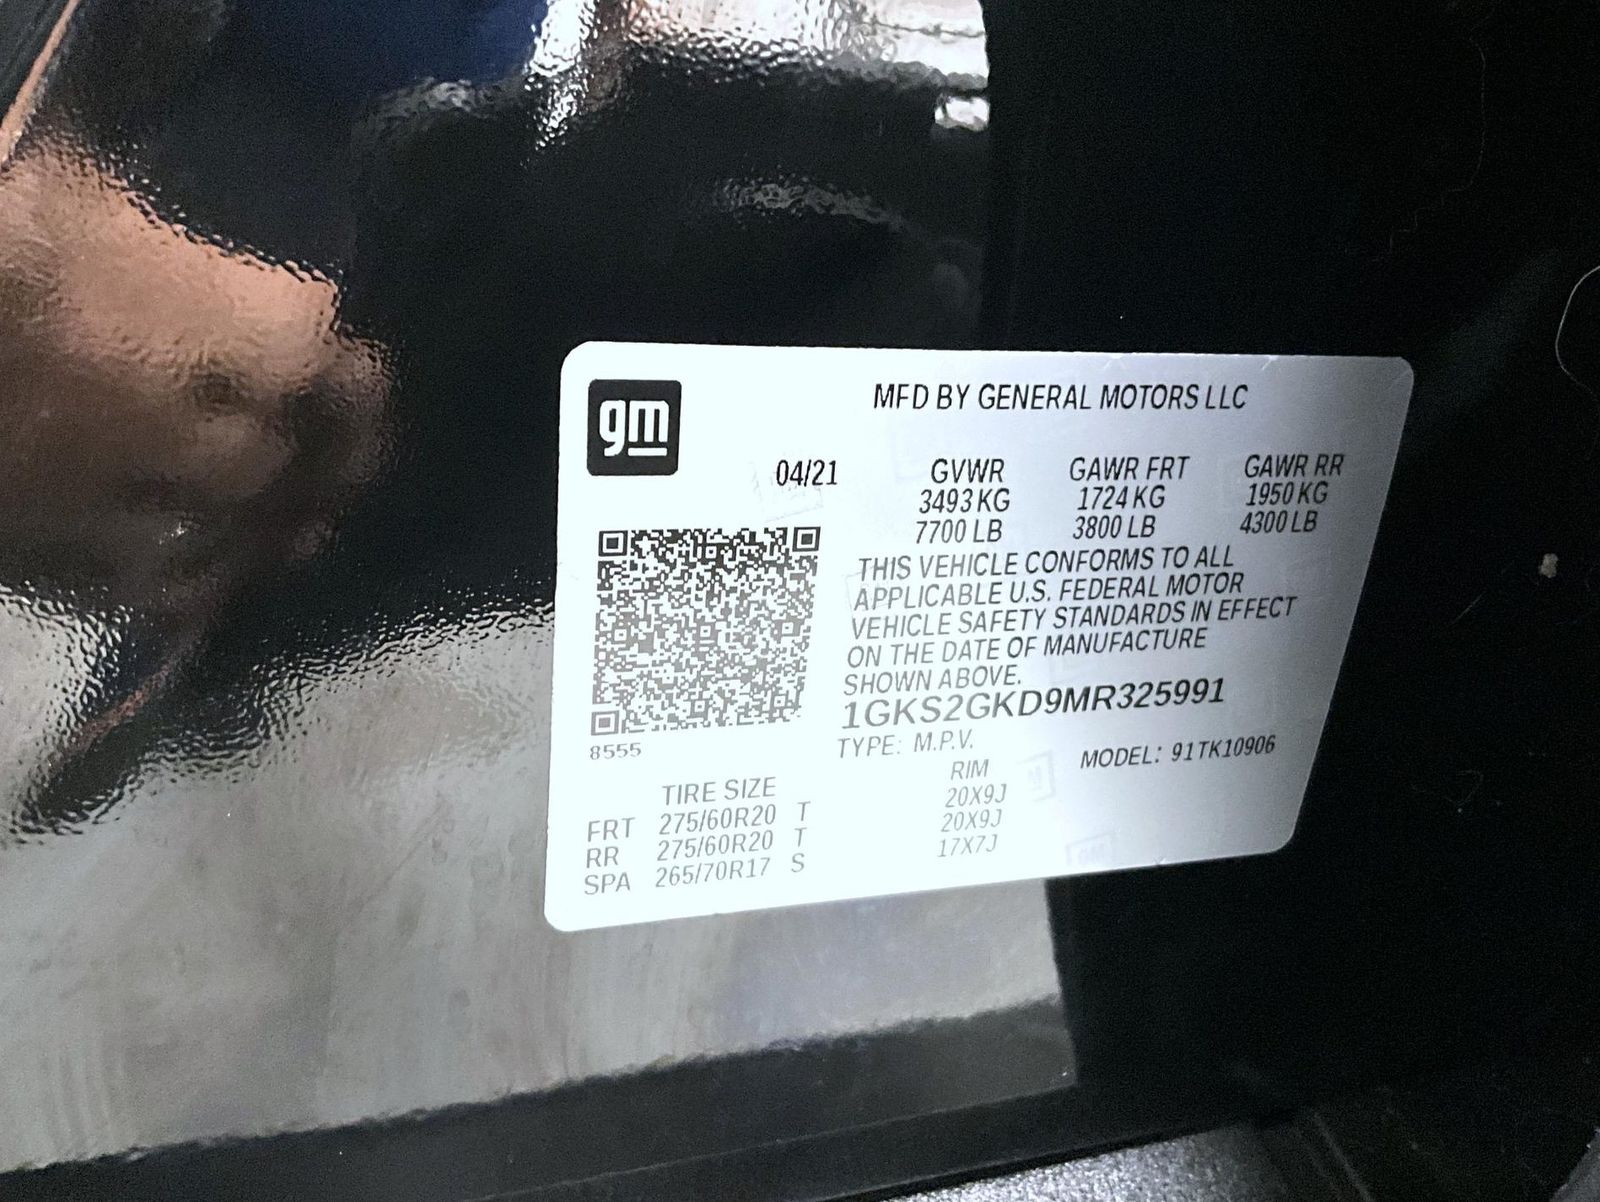 gm
MFD BY GENERAL MOTORS LLC
04/21 GVWR GAWR FRT GAWR RR
3493 KG 1724 KG 1950 KG
7700 LB 3800 LB 4300 LB
THIS VEHICLE CONFORMS TO ALL
APPLICABLE U.S. FEDERAL MOTOR
VEHICLE SAFETY STANDARDS IN EFFECT
ON THE DATE OF MANUFACTURE
SHOWN ABOVE.
1GKS2GKD9MR325991
8555
TYPE: M.P.V. MODEL: 91TK10906
TIRE SIZE RIM
FRT 275/60R20 T 20X9J
RR 275/60R20 T 20X9J
SPA 265/70R17 S 17X7J